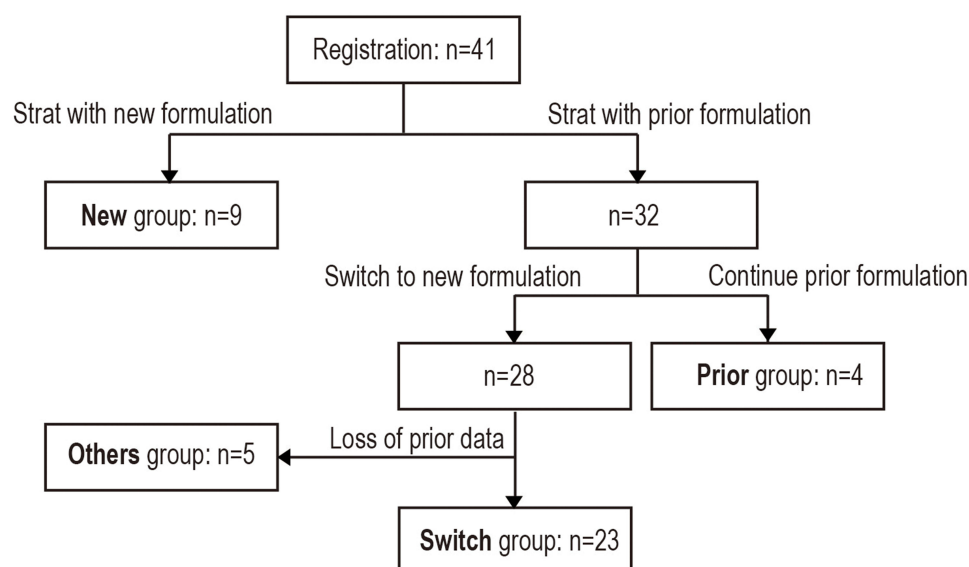 Registration: n=41
Strat with new formulation
Strat with prior formulation
New group: n=9
n=32
Switch to new formulation
Continue prior formulation
n=28
Prior group: n=4
Others group: n=5
Loss of prior data
Switch group: n=23